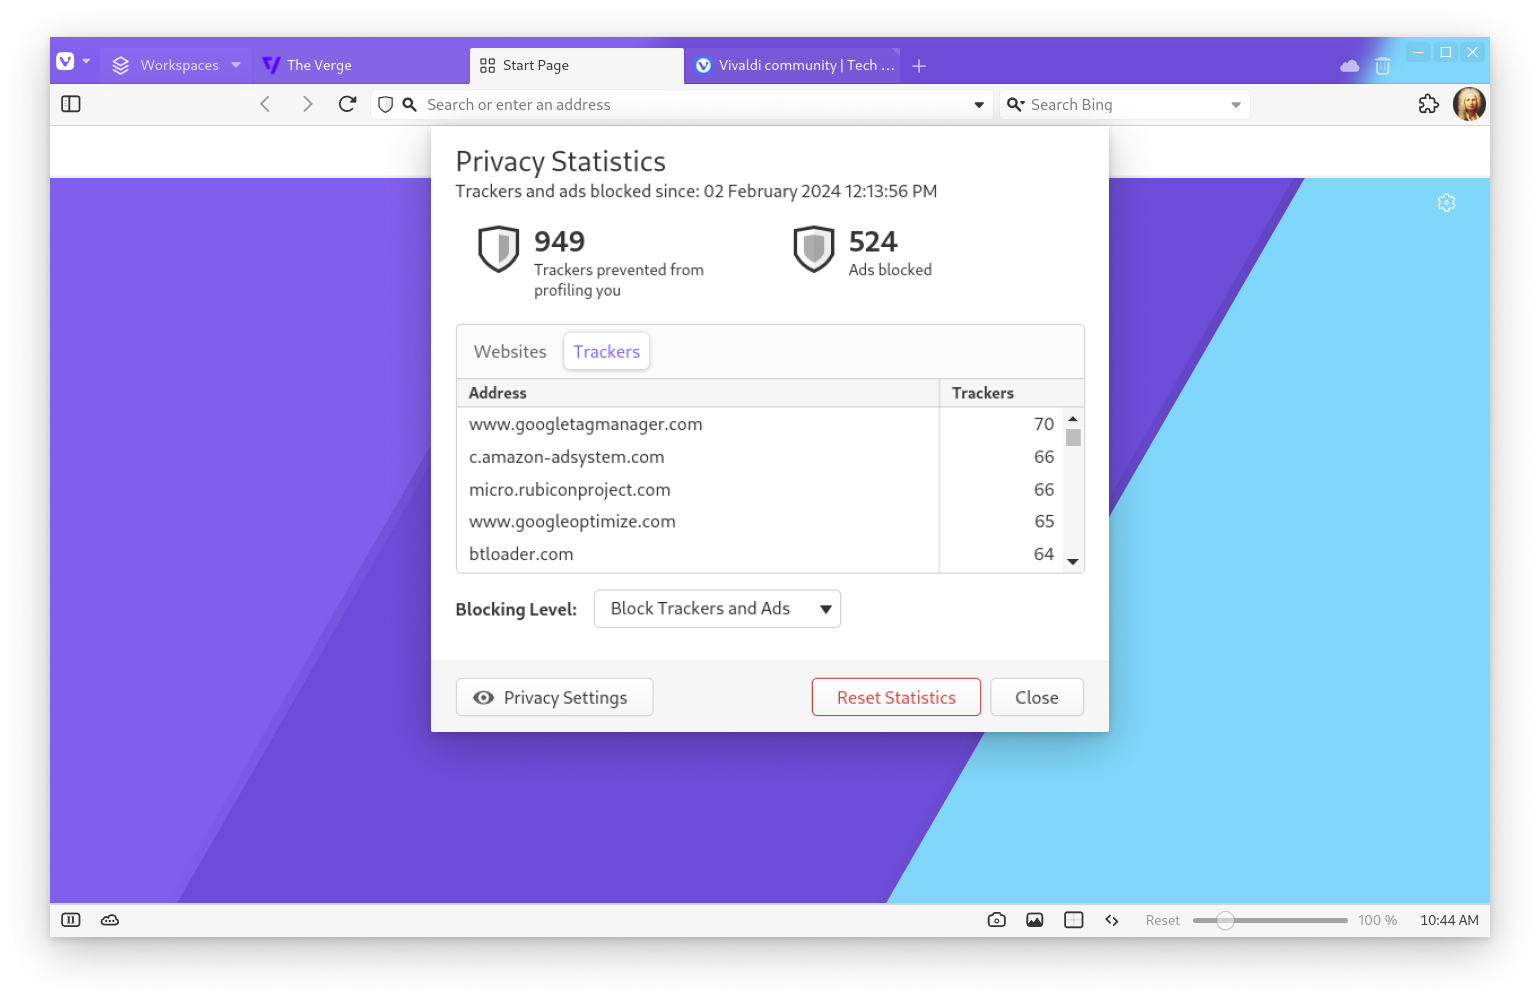 Workspaces
The Verge
Start Page
Vivaldi community | Tech ...
Search or enter an address
Search Bing
Privacy Statistics
Trackers and ads blocked since: 02 February 2024 12:13:56 PM
949
Trackers prevented from
profiling you
524
Ads blocked
Websites
Trackers
Address
Trackers
www.googletagmanager.com
70
c.amazon-adsystem.com
66
micro.rubiconproject.com
66
www.googleoptimize.com
65
btloader.com
64
Blocking Level:
Block Trackers and Ads
Privacy Settings
Reset Statistics
Close
Reset
100 %
10:44 AM